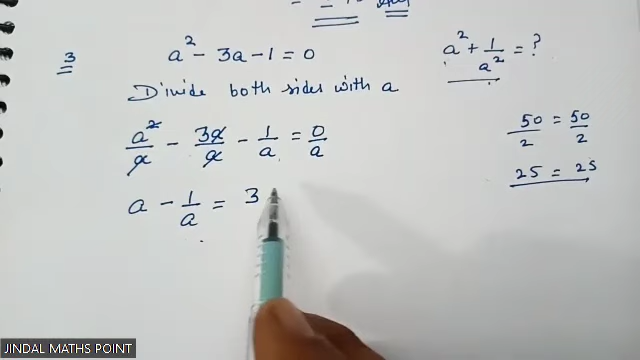 3 a² - 3a - 1 = 0 a² + 1/a² = ?
Divide both sides with a
a²/a - 3a/a - 1/a = 0/a 50/2 = 50/2
25 = 25
a - 1/a = 3
JINDAL MATHS POINT